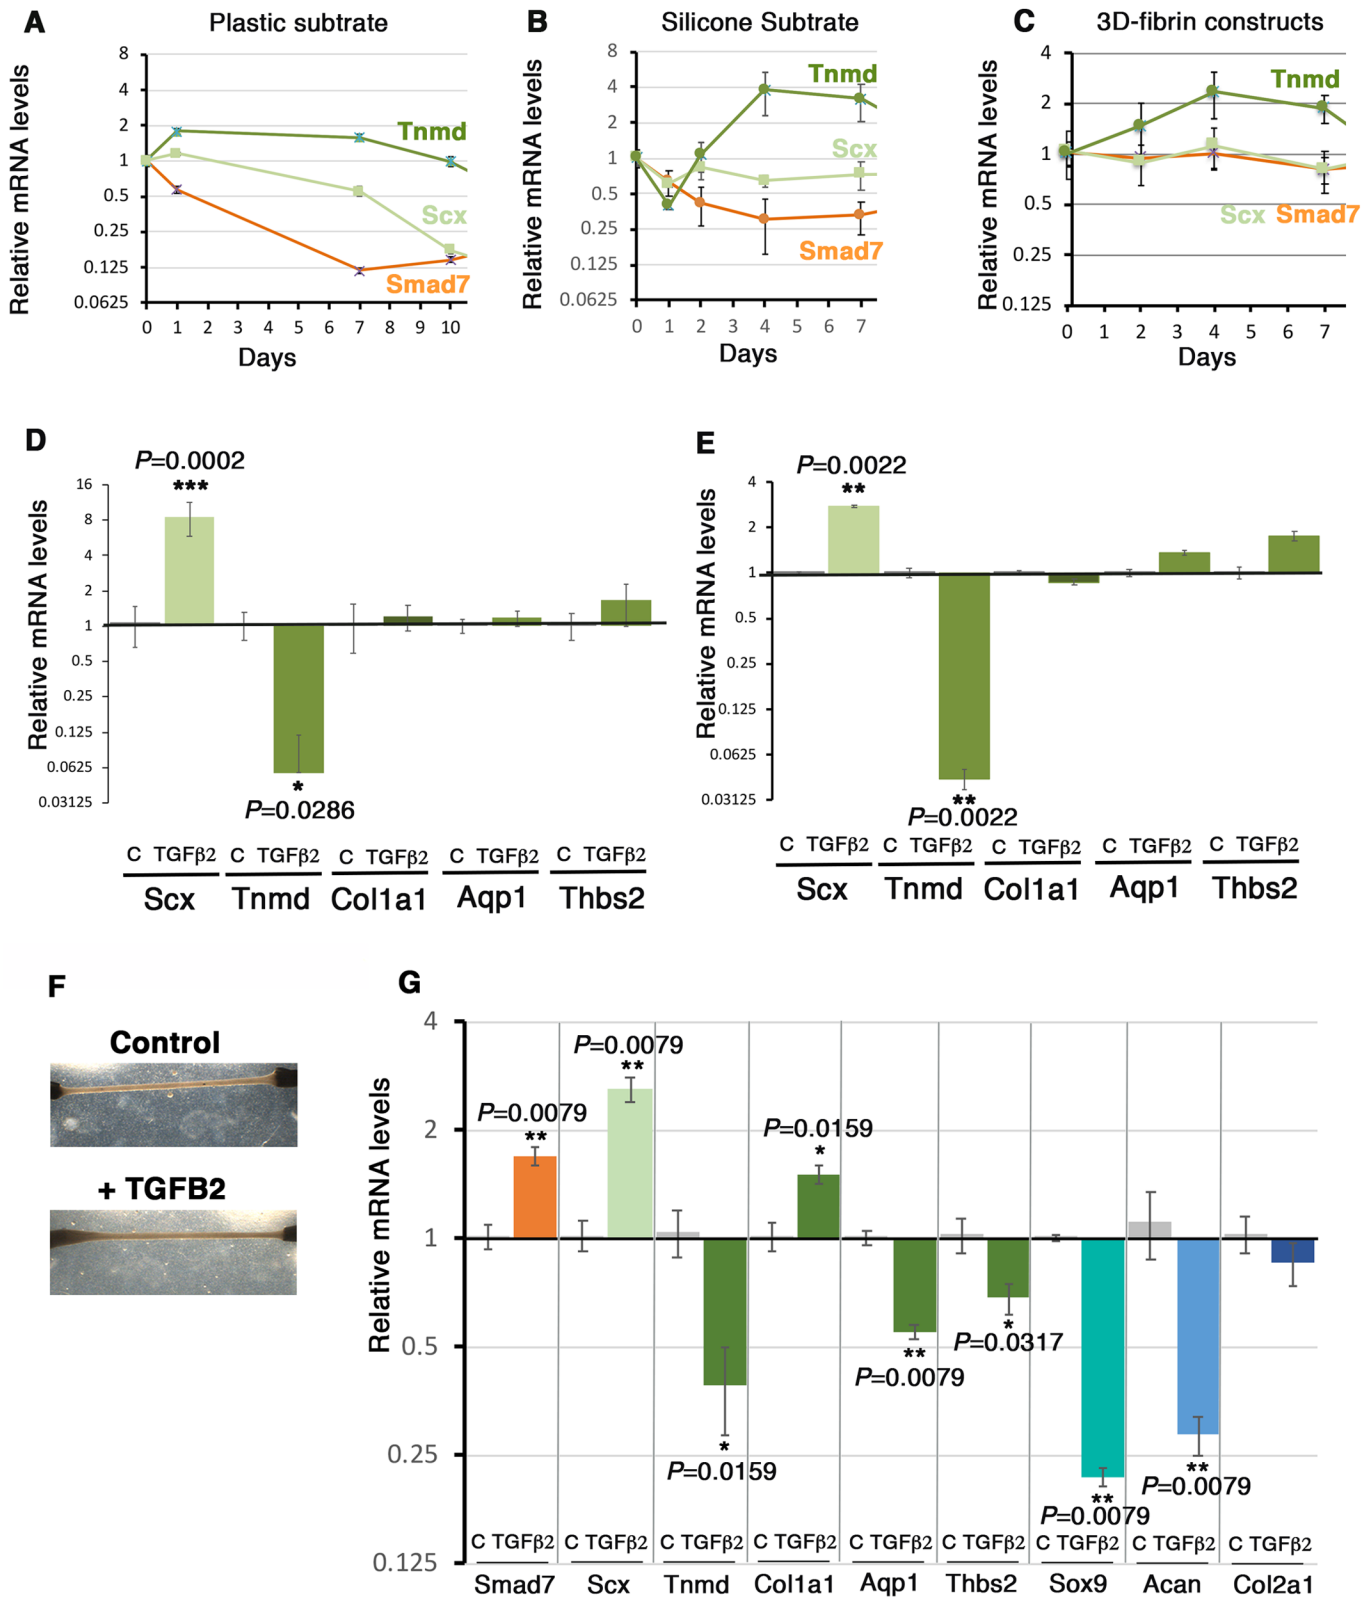 A
Plastic subtrate
Relative mRNA levels
8
4
2
1
0.5
0.25
0.125
0.0625
Tnmd
Scx
Smad7
0 1 2 3 4 5 6 7 8 9 10
Days
B
Silicone Subtrate
Relative mRNA levels
8
4
2
1
0.5
0.25
0.125
0.0625
Tnmd
Scx
Smad7
0 1 2 3 4 5 6 7
Days
C
3D-fibrin constructs
Relative mRNA levels
4
2
1
0.5
0.25
0.125
Tnmd
Scx Smad7
0 1 2 3 4 5 6 7
Days
D
Relative mRNA levels
16
8
4
2
1
0.5
0.25
0.125
0.0625
0.03125
P=0.0002
***
*
P=0.0286
C TGFβ2 C TGFβ2 C TGFβ2 C TGFβ2 C TGFβ2
Scx Tnmd Col1a1 Aqp1 Thbs2
E
Relative mRNA levels
4
2
1
0.5
0.25
0.125
0.0625
0.03125
P=0.0022
**
**
P=0.0022
C TGFβ2 C TGFβ2 C TGFβ2 C TGFβ2 C TGFβ2
Scx Tnmd Col1a1 Aqp1 Thbs2
F
Control
+ TGFB2
G
Relative mRNA levels
4
2
1
0.5
0.25
0.125
P=0.0079
**
P=0.0079
**
*
P=0.0159
P=0.0159
*
**
P=0.0079
*
P=0.0317
**
P=0.0079
**
P=0.0079
C TGFβ2 C TGFβ2 C TGFβ2 C TGFβ2 C TGFβ2 C TGFβ2 C TGFβ2 C TGFβ2 C TGFβ2
Smad7 Scx Tnmd Col1a1 Aqp1 Thbs2 Sox9 Acan Col2a1